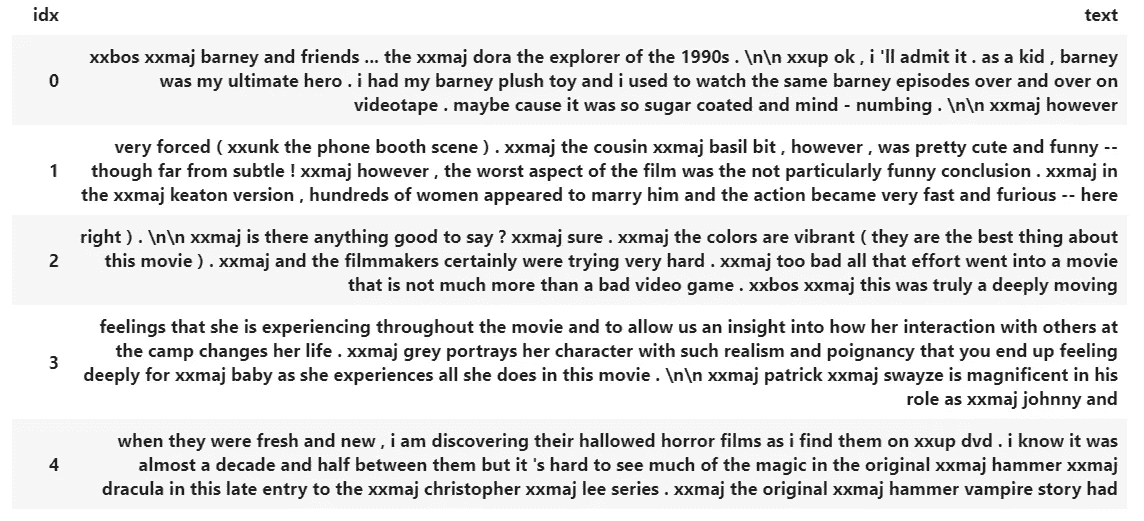 idx text
xxbos xxmaj barney and friends ... the xxmaj dora the explorer of the 1990s . \n\n xxup ok , i 'll admit it . as a kid , barney
0 was my ultimate hero . i had my barney plush toy and i used to watch the same barney episodes over and over on
videotape . maybe cause it was so sugar coated and mind - numbing . \n\n xxmaj however
very forced ( xxunk the phone booth scene ) . xxmaj the cousin xxmaj basil bit , however , was pretty cute and funny --
1 though far from subtle ! xxmaj however , the worst aspect of the film was the not particularly funny conclusion . xxmaj in
the xxmaj keaton version , hundreds of women appeared to marry him and the action became very fast and furious -- here
right ) . \n\n xxmaj is there anything good to say ? xxmaj sure . xxmaj the colors are vibrant ( they are the best thing about
2 this movie ) . xxmaj and the filmmakers certainly were trying very hard . xxmaj too bad all that effort went into a movie
that is not much more than a bad video game . xxbos xxmaj this was truly a deeply moving
feelings that she is experiencing throughout the movie and to allow us an insight into how her interaction with others at
the camp changes her life . xxmaj grey portrays her character with such realism and poignancy that you end up feeling
3 deeply for xxmaj baby as she experiences all she does in this movie . \n\n xxmaj patrick xxmaj swayze is magnificent in his
role as xxmaj johnny and
when they were fresh and new , i am discovering their hallowed horror films as i find them on xxup dvd . i know it was
4 almost a decade and half between them but it 's hard to see much of the magic in the original xxmaj hammer xxmaj
dracula in this late entry to the xxmaj christopher xxmaj lee series . xxmaj the original xxmaj hammer vampire story had